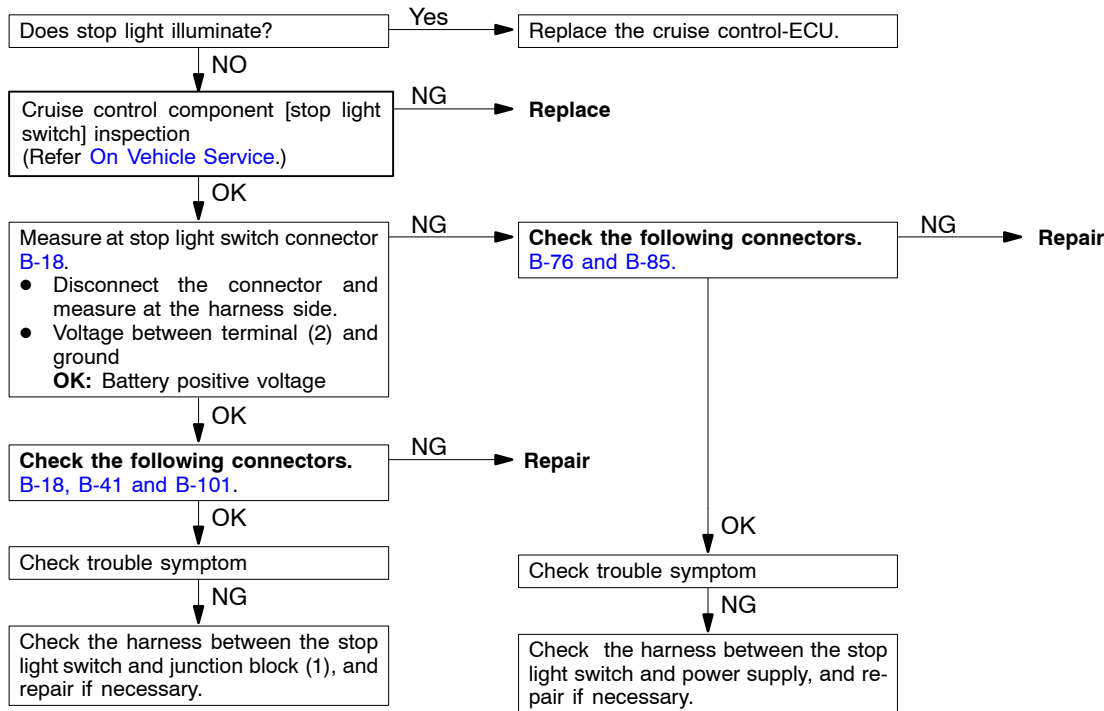 Does stop light illuminate?
Yes
Replace the cruise control-ECU.
NO
Cruise control component [stop light
switch] inspection
(Refer On Vehicle Service.)
NG
Replace
OK
Measure at stop light switch connector
B-18.
● Disconnect the connector and
measure at the harness side.
● Voltage between terminal (2) and
ground
OK: Battery positive voltage
NG
Check the following connectors.
B-76 and B-85.
NG
Repair
OK
Check the following connectors.
B-18, B-41 and B-101.
NG
Repair
OK
Check trouble symptom
NG
Check the harness between the stop
light switch and junction block (1), and
repair if necessary.
OK
Check trouble symptom
NG
Check the harness between the stop
light switch and power supply, and re-
pair if necessary.